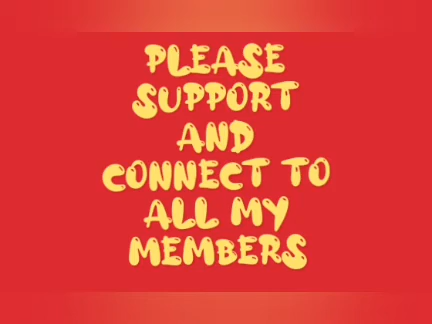 PLEASE
SUPPORT
AND
CONNECT TO
ALL MY
MEMBERS